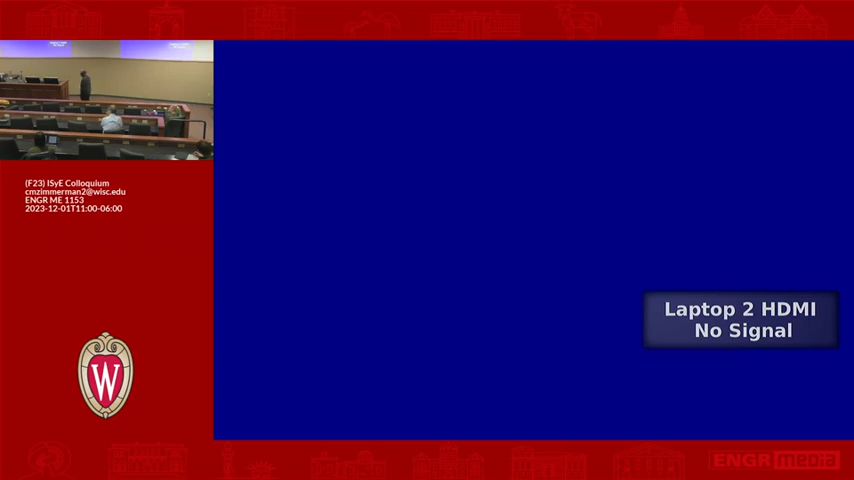 (F23) ISyE Colloquium
cmzimmerman2@wisc.edu
ENGR ME 1153
2023-12-01T11:00-06:00
W
Laptop 2 HDMI
No Signal
ENGR media